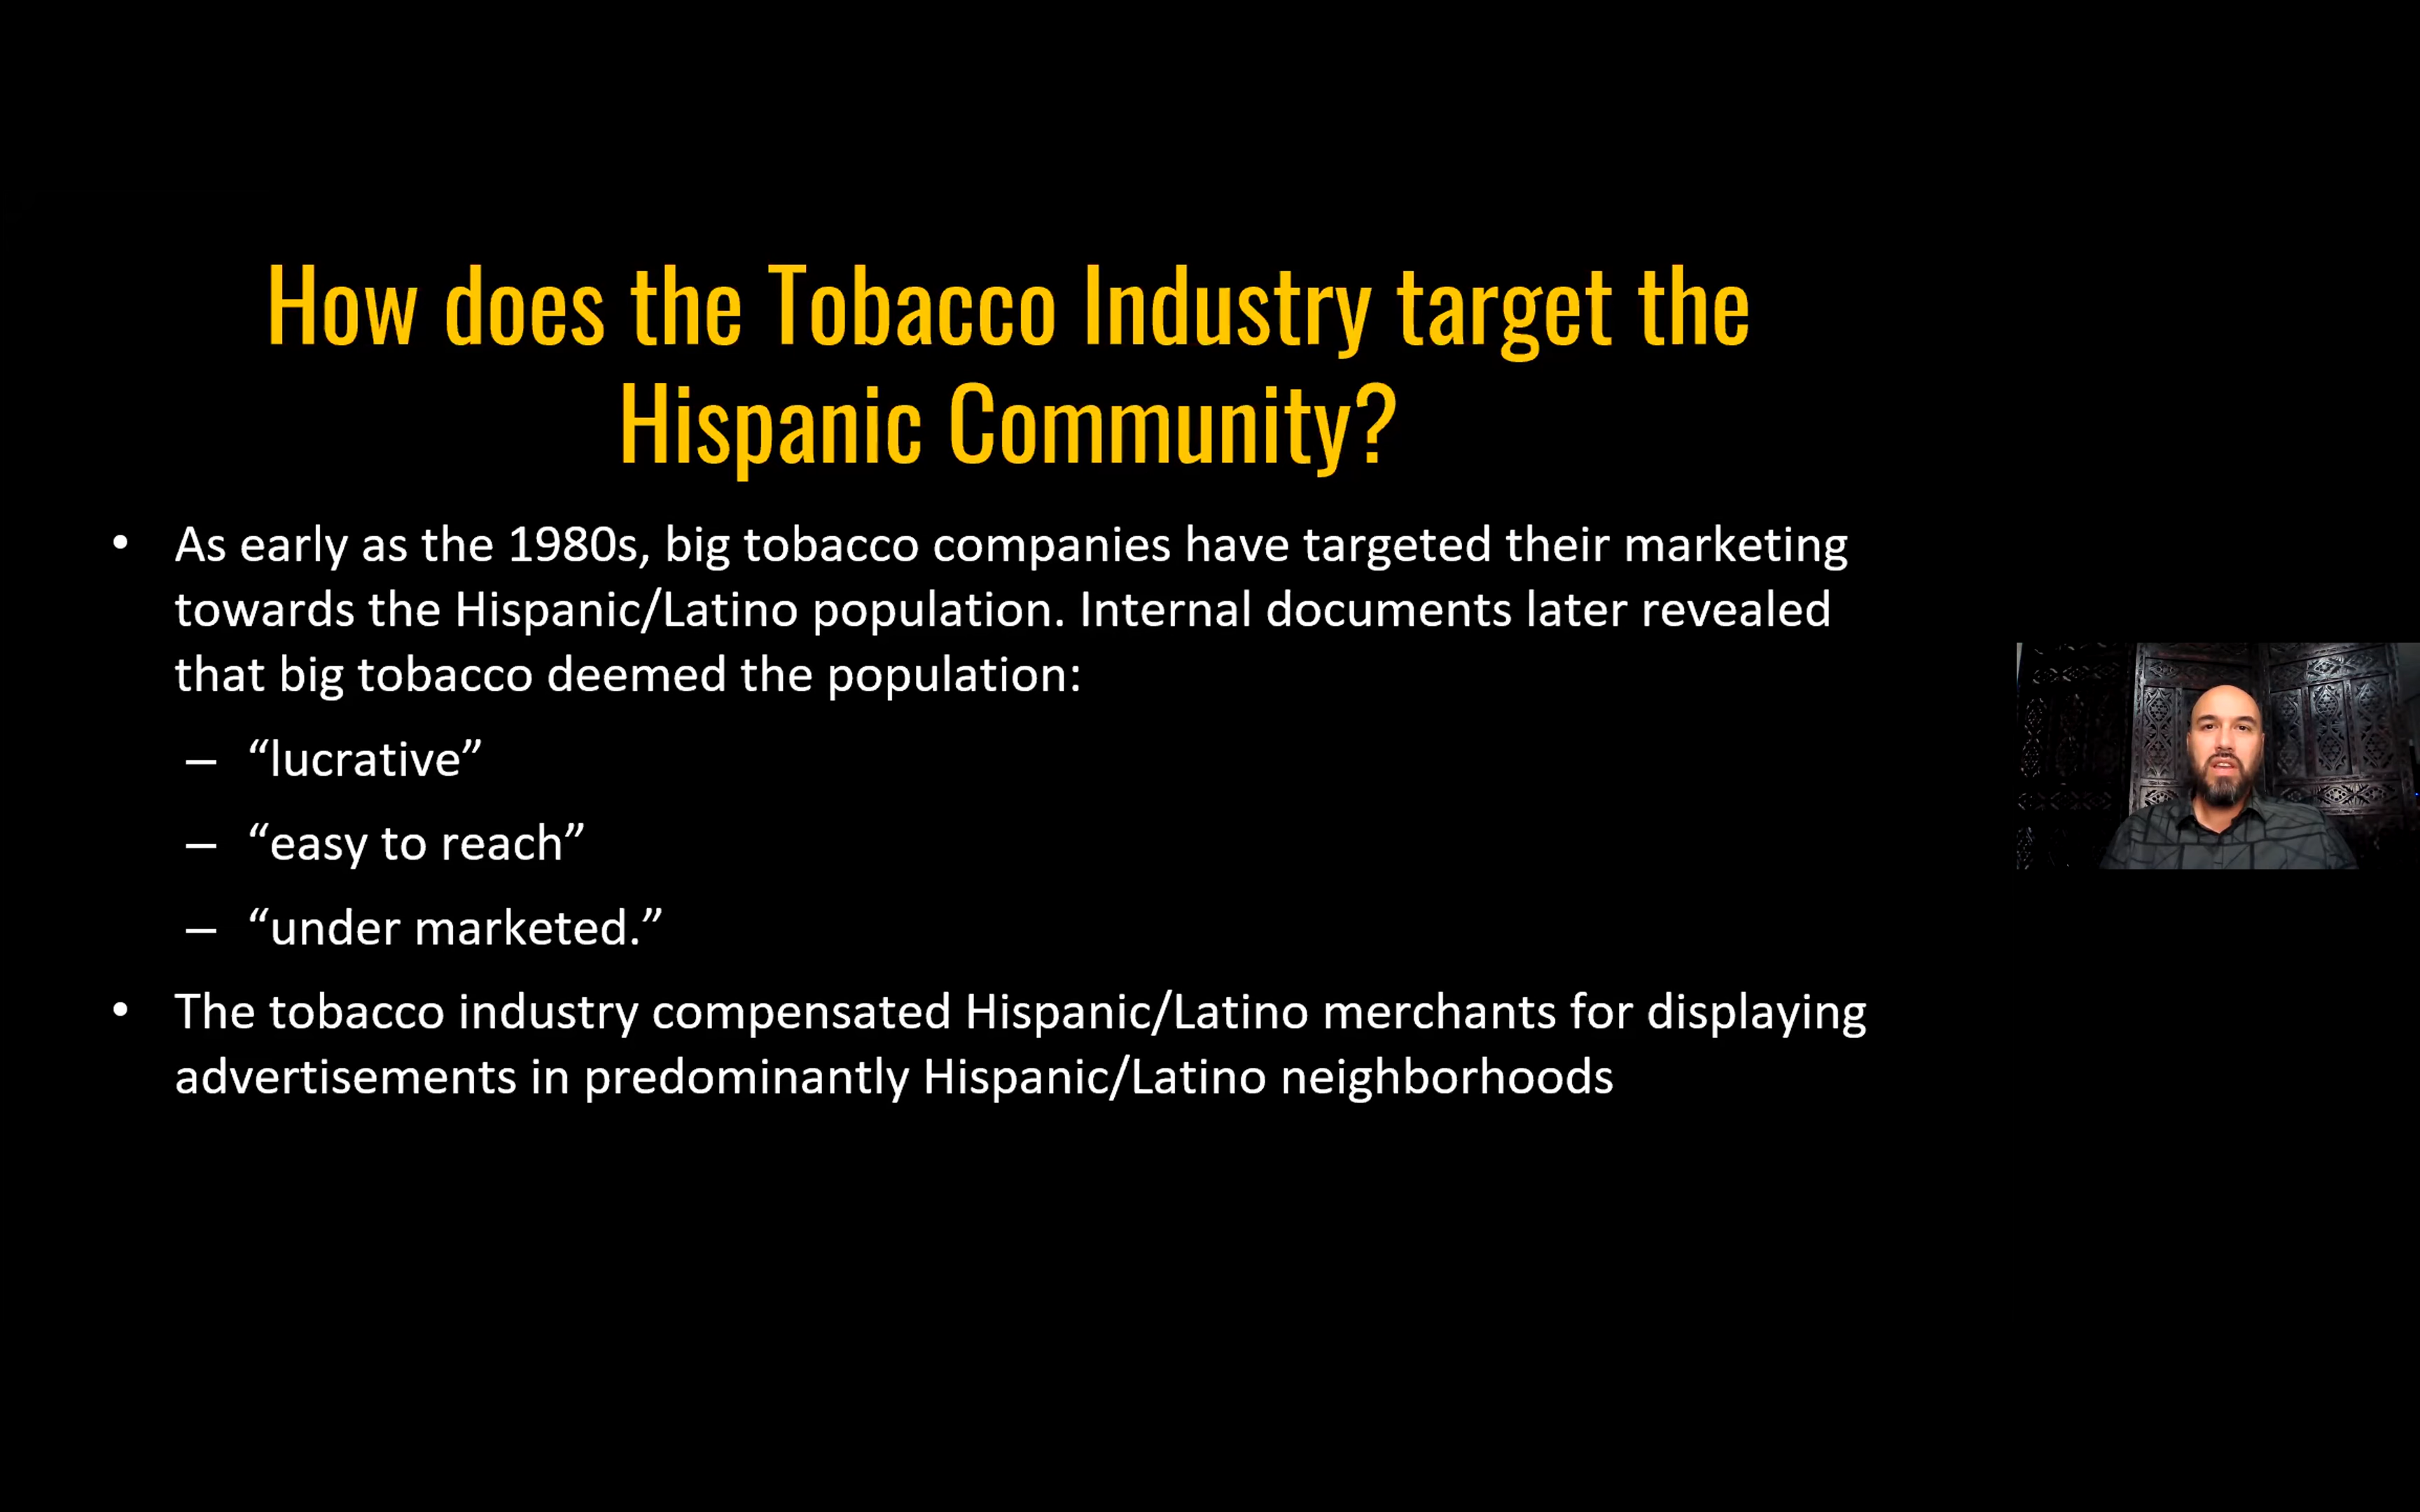 How does the Tobacco Industry target the
Hispanic Community?
• As early as the 1980s, big tobacco companies have targeted their marketing
towards the Hispanic/Latino population. Internal documents later revealed
that big tobacco deemed the population:
– “lucrative”
– “easy to reach”
– “under marketed.”
• The tobacco industry compensated Hispanic/Latino merchants for displaying
advertisements in predominantly Hispanic/Latino neighborhoods